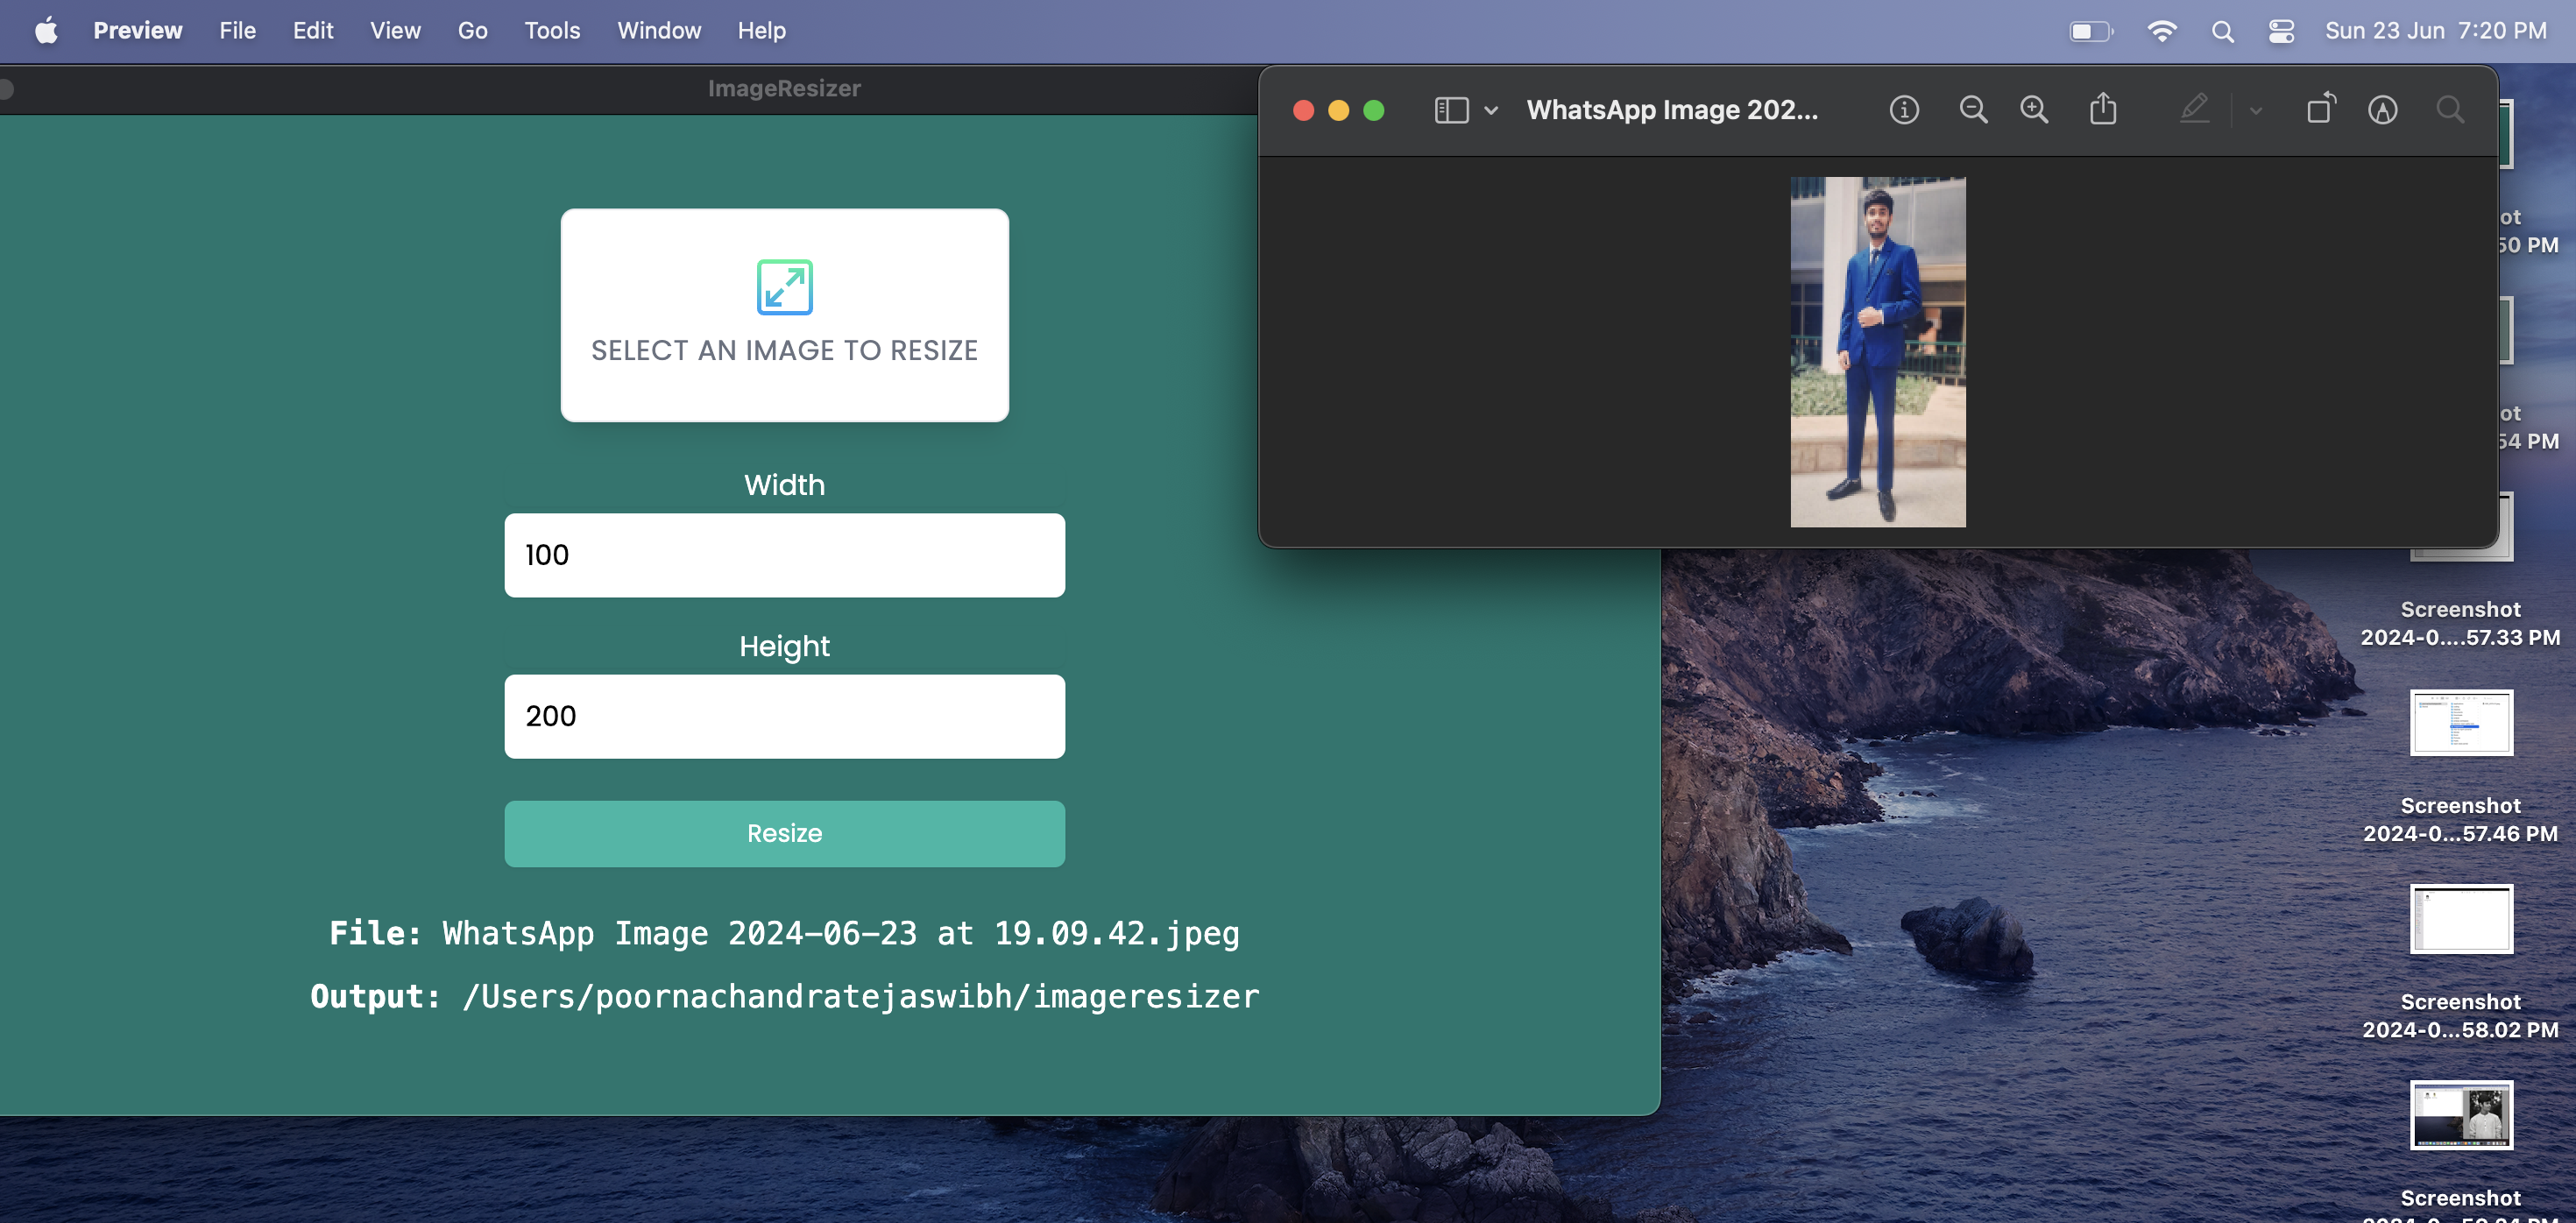 Preview File Edit View Go Tools Window Help
Sun 23 Jun 7:20 PM
ImageResizer
SELECT AN IMAGE TO RESIZE
Width
100
Height
200
Resize
File: WhatsApp Image 2024-06-23 at 19.09.42.jpeg
Output: /Users/poornachandratejaswibh/imageresizer
WhatsApp Image 202...
ot
50 PM
ot
54 PM
Screenshot
2024-0....57.33 PM
Screenshot
2024-0...57.46 PM
Screenshot
2024-0...58.02 PM
Screenshot